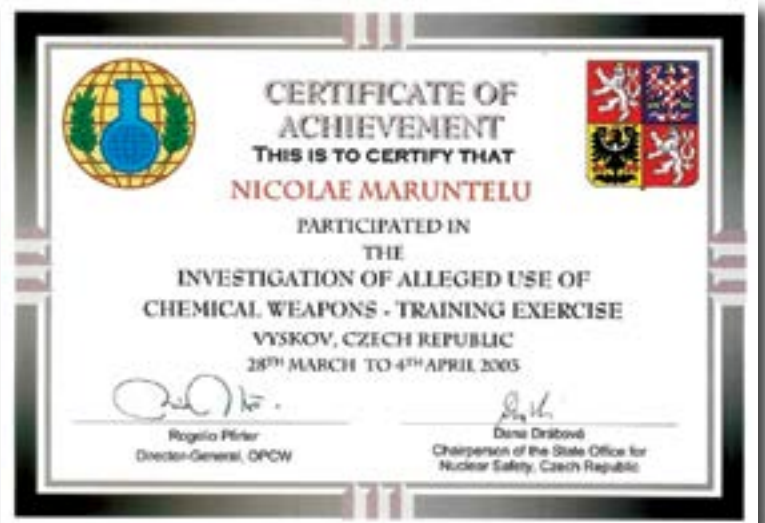 CERTIFICATE OF
ACHIEVEMENT
THIS IS TO CERTIFY THAT
NICOLAE MARUNTELU
PARTICIPATED IN
THE
INVESTIGATION OF ALLEGED USE OF
CHEMICAL WEAPONS - TRAINING EXERCISE
VYSKOV, CZECH REPUBLIC
28TH MARCH TO 4TH APRIL 2005
Rogelio Pfirter
Director-General, OPCW
Dana Drábová
Chairperson of the State Office for
Nuclear Safety, Czech Republic